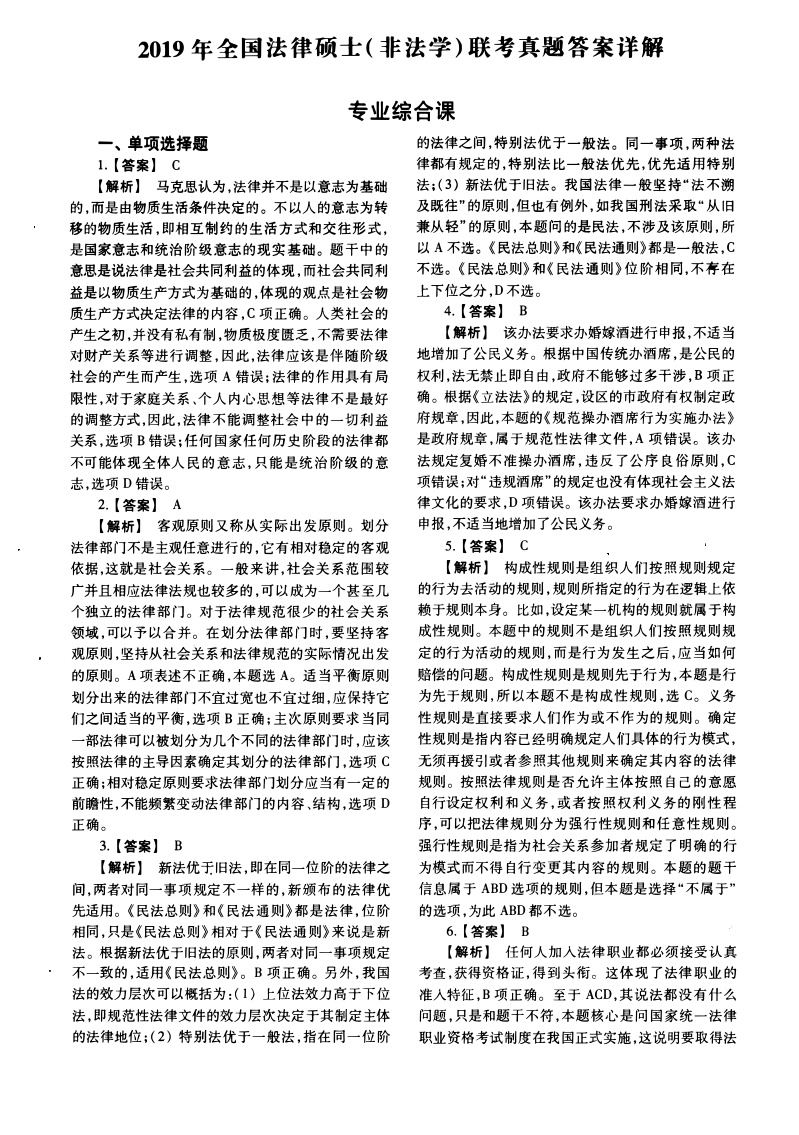 2019 年全国法律硕士(非法学)联考真题答案详解
专业综合课
一、单项选择题
1.【答案】 C
【解析】 马克思认为,法律并不是以意志为基础
的,而是由物质生活条件决定的。不以人的意志为转
移的物质生活,即相互制约的生活方式和交往形式,
是国家意志和统治阶级意志的现实基础。题干中的
意思是说法律是社会共同利益的体现,而社会共同利
益是以物质生产方式为基础的,体现的观点是社会物
质生产方式决定法律的内容,C 项正确。人类社会的
产生之初,并没有私有制,物质极度匮乏,不需要法律
对财产关系等进行调整,因此,法律应该是伴随阶级
社会的产生而产生,选项 A 错误;法律的作用具有局
限性,对于家庭关系、个人内心思想等法律不是最好
的调整方式,因此,法律不能调整社会中的一切利益
关系,选项 B 错误;任何国家任何历史阶段的法律都
不可能体现全体人民的意志,只能是统治阶级的意
志,选项 D 错误。
2.【答案】 A
【解析】 客观原则又称从实际出发原则。划分
法律部门不是主观任意进行的,它有相对稳定的客观
依据,这就是社会关系。一般来讲,社会关系范围较
广并且相应法律法规也较多的,可以成为一个甚至几
个独立的法律部门。对于法律规范很少的社会关系
领域,可以予以合并。在划分法律部门时,要坚持客
观原则,坚持从社会关系和法律规范的实际情况出发
的原则。A 项表述不正确,本题选 A。适当平衡原则
划分出来的法律部门不宜过宽也不宜过细,应保持它
们之间适当的平衡,选项 B 正确;主次原则要求当同
一部法律可以被划分为几个不同的法律部门时,应该
按照法律的主导因素确定其划分的法律部门,选项 C
正确;相对稳定原则要求法律部门划分应当有一定的
前瞻性,不能频繁变动法律部门的内容、结构,选项 D
正确。
3.【答案】 B
【解析】 新法优于旧法,即在同一位阶的法律之
间,两者对同一事项规定不一样的,新颁布的法律优
先适用。《民法总则》和《民法通则》都是法律,位阶
相同,只是《民法总则》相对于《民法通则》来说是新
法。根据新法优于旧法的原则,两者对同一事项规定
不一致的,适用《民法总则》。B 项正确。另外,我国
法的效力层次可以概括为:(1) 上位法效力高于下位
法,即规范性法律文件的效力层次决定于其制定主体
的法律地位;(2) 特别法优于一般法,指在同一位阶
的法律之间,特别法优于一般法。同一事项,两种法
律都有规定的,特别法比一般法优先,优先适用特别
法;(3) 新法优于旧法。我国法律一般坚持“法不溯
及既往”的原则,但也有例外,如我国刑法采取“从旧
兼从轻”的原则,本题问的是民法,不涉及该原则,所
以 A 不选。《民法总则》和《民法通则》都是一般法,C
不选。《民法总则》和《民法通则》位阶相同,不存在
上下位之分,D 不选。
4.【答案】 B
【解析】 该办法要求办婚嫁酒进行申报,不适当
地增加了公民义务。根据中国传统办酒席,是公民的
权利,法无禁止即自由,政府不能够过多干涉,B 项正
确。根据《立法法》的规定,设区的市政府有权制定政
府规章,因此,本题的《规范操办酒席行为实施办法》
是政府规章,属于规范性法律文件,A 项错误。该办
法规定复婚不准操办酒席,违反了公序良俗原则,C
项错误;对“违规酒席”的规定也没有体现社会主义法
律文化的要求,D 项错误。该办法要求办婚嫁酒进行
申报,不适当地增加了公民义务。
5.【答案】 C
【解析】 构成性规则是组织人们按照规则规定
的行为去活动的规则,规则所指定的行为在逻辑上依
赖于规则本身。比如,设定某一机构的规则就属于构
成性规则。本题中的规则不是组织人们按照规则规
定的行为活动的规则,而是行为发生之后,应当如何
赔偿的问题。构成性规则是规则先于行为,本题是行
为先于规则,所以本题不是构成性规则,选 C。义务
性规则是直接要求人们作为或不作为的规则。确定
性规则是指内容已经明确规定人们具体的行为模式,
无须再援引或者参照其他规则来确定其内容的法律
规则。按照法律规则是否允许主体按照自己的意愿
自行设定权利和义务,或者按照权利义务的刚性程
序,可以把法律规则分为强行性规则和任意性规则。
强行性规则是指为社会关系参加者规定了明确的行
为模式而不得自行变更其内容的规则。本题的题干
信息属于 ABD 选项的规则,但本题是选择“不属于”
的选项,为此 ABD 都不选。
6.【答案】 B
【解析】 任何人加入法律职业都必须接受认真
考查,获得资格证,得到头衔。这体现了法律职业的
准入特征,B 项正确。至于 ACD,其说法都没有什么
问题,只是和题干不符,本题核心是问国家统一法律
职业资格考试制度在我国正式实施,这说明要取得法